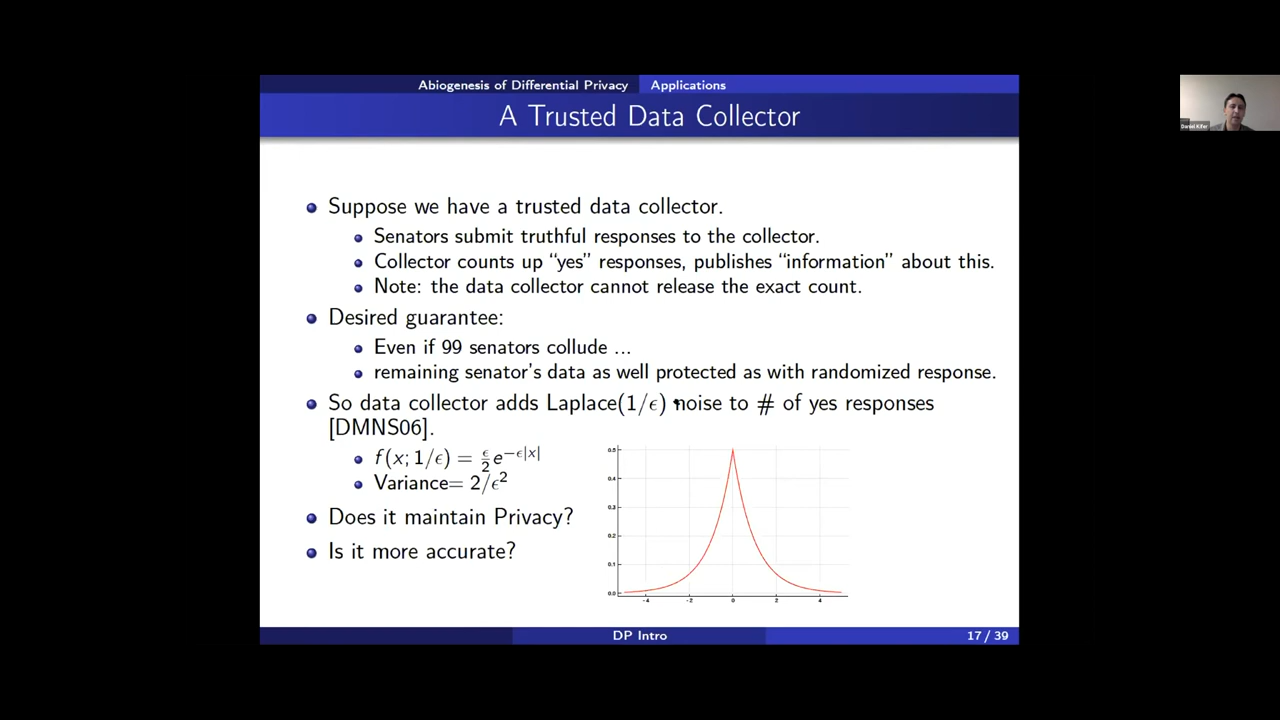 Abiogenesis of Differential Privacy Applications
A Trusted Data Collector
Daniel Kifer
Suppose we have a trusted data collector.
Senators submit truthful responses to the collector.
Collector counts up “yes” responses, publishes “information” about this.
Note: the data collector cannot release the exact count.
Desired guarantee:
Even if 99 senators collude ...
remaining senator's data as well protected as with randomized response.
So data collector adds Laplace(1/ϵ) noise to # of yes responses
[DMNS06].
f(x; 1/ϵ) = ϵ/2 e^{−ϵ|x|}
Variance= 2/ϵ²
Does it maintain Privacy?
Is it more accurate?
0.5
0.4
0.3
0.2
0.1
0.0
-4 -2 0 2 4
DP Intro 17 / 39